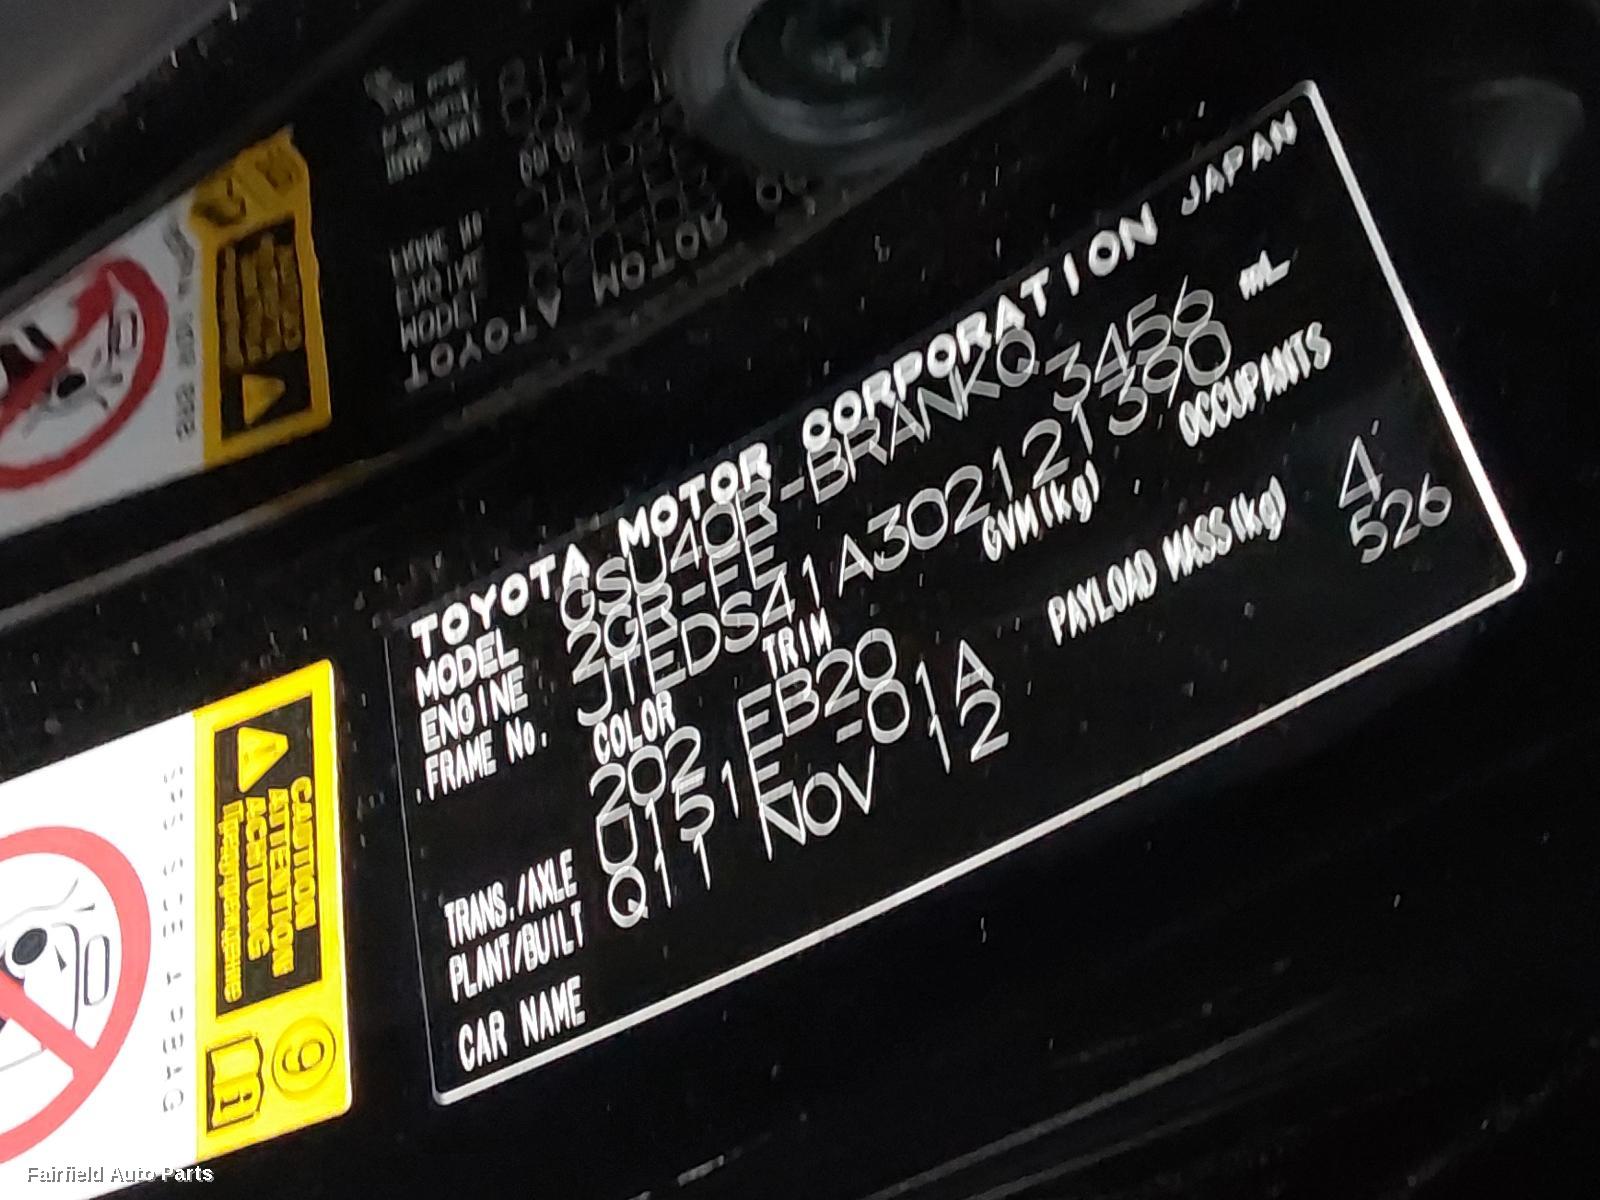 TOYOTA MOTOR CORPORATION JAPAN
MODEL GSU40R-BRANKQ
ENGINE 2GR-FE 3456 mL
FRAME No. JTEDS41A302121390
COLOR TRIM GVM(kg) OCCUPANTS
202 EB20 4
PAYLOAD MASS(kg) 526
TRANS./AXLE U151E -01A
PLANT/BUILT Q11 NOV 12
CAR NAME
CAUTION
ATTENTION
ACHTUNG
Предупреждение
9
i
Fairfield Auto Parts